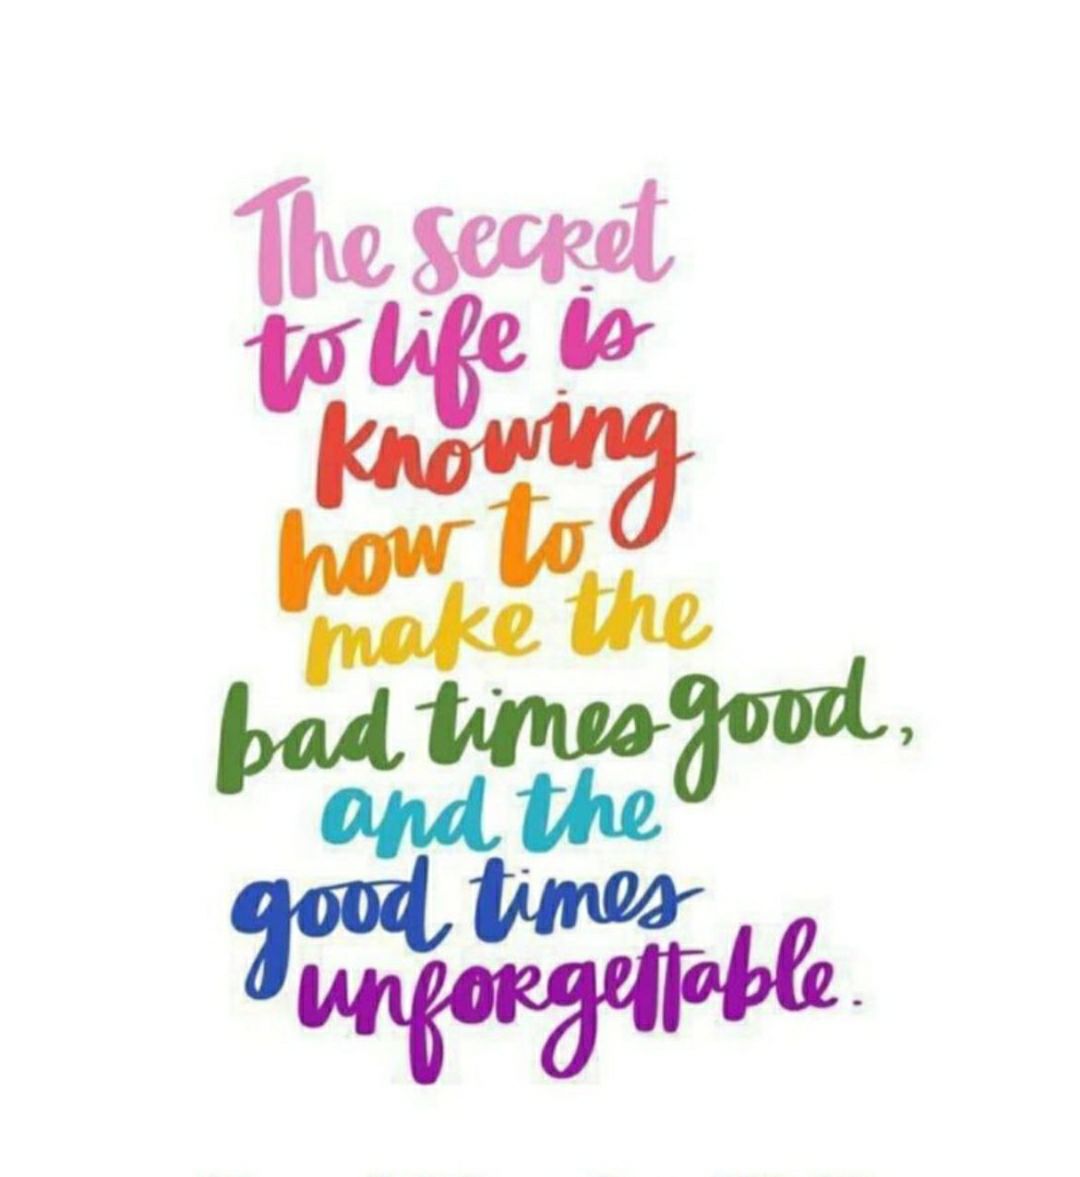 The secret
to life is
knowing
how to
make the
bad times good,
and the
good times
unforgettable.